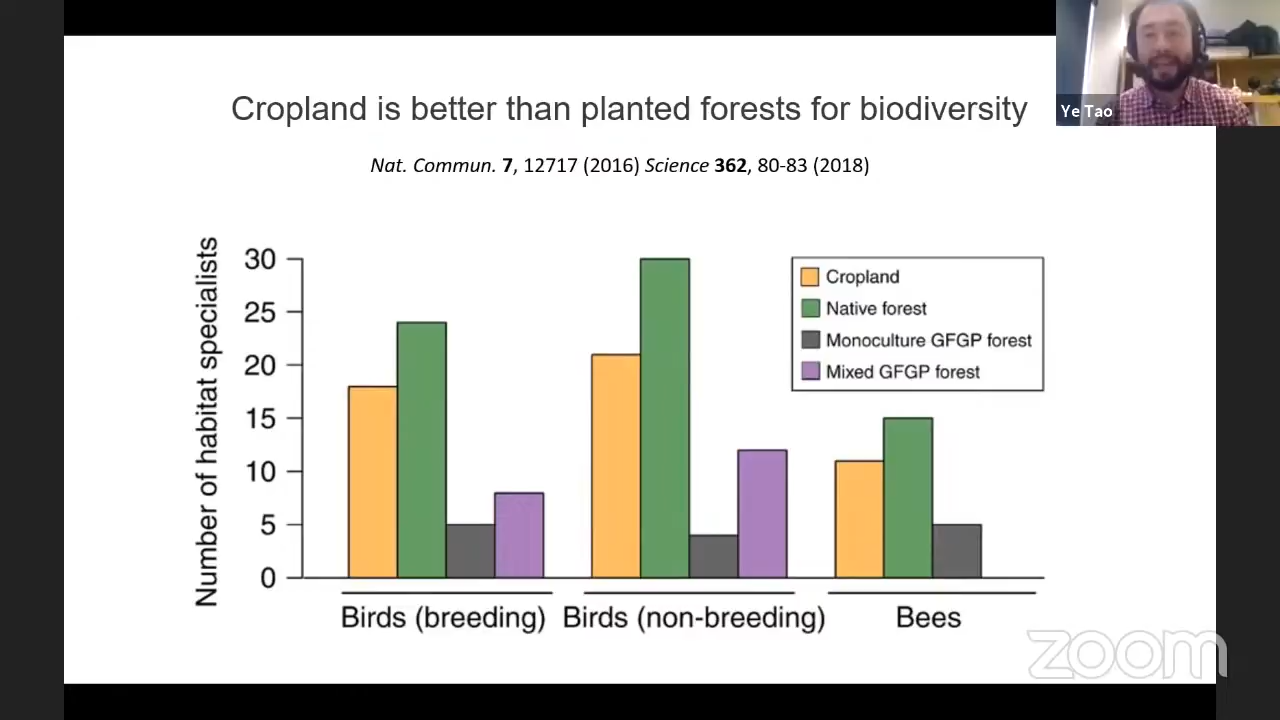 Cropland is better than planted forests for biodiversity
Ye Tao
Nat. Commun. 7, 12717 (2016) Science 362, 80-83 (2018)
Number of habitat specialists
30
25
20
15
10
5
0
Cropland
Native forest
Monoculture GFGP forest
Mixed GFGP forest
Birds (breeding)
Birds (non-breeding)
Bees
zoom